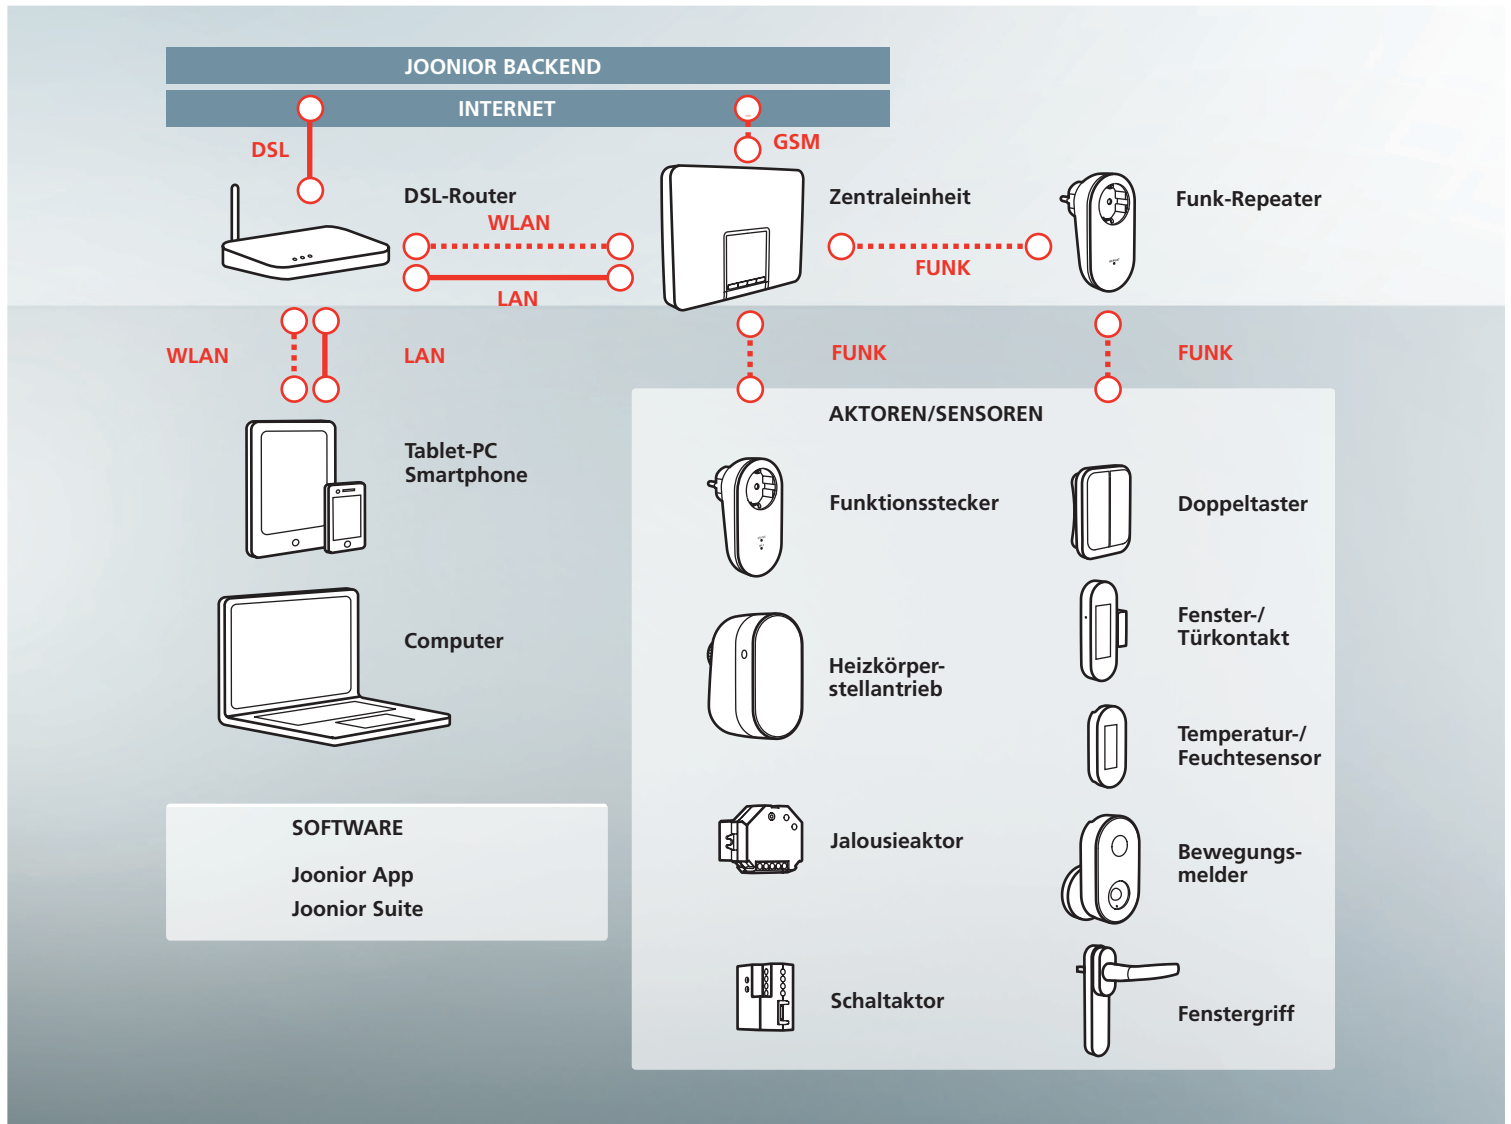 JOONIOR BACKEND
INTERNET
DSL
GSM
DSL-Router
WLAN
LAN
Zentraleinheit
FUNK
Funk-Repeater
WLAN
LAN
FUNK
FUNK
Tablet-PC
Smartphone
Computer
SOFTWARE
Joonior App
Joonior Suite
AKTOREN/SENSOREN
Funktionsstecker
Doppeltaster
Heizkörper-
stellantrieb
Fenster-/
Türkontakt
Temperatur-/
Feuchtesensor
Jalousieaktor
Bewegungs-
melder
Schaltaktor
Fenstergriff